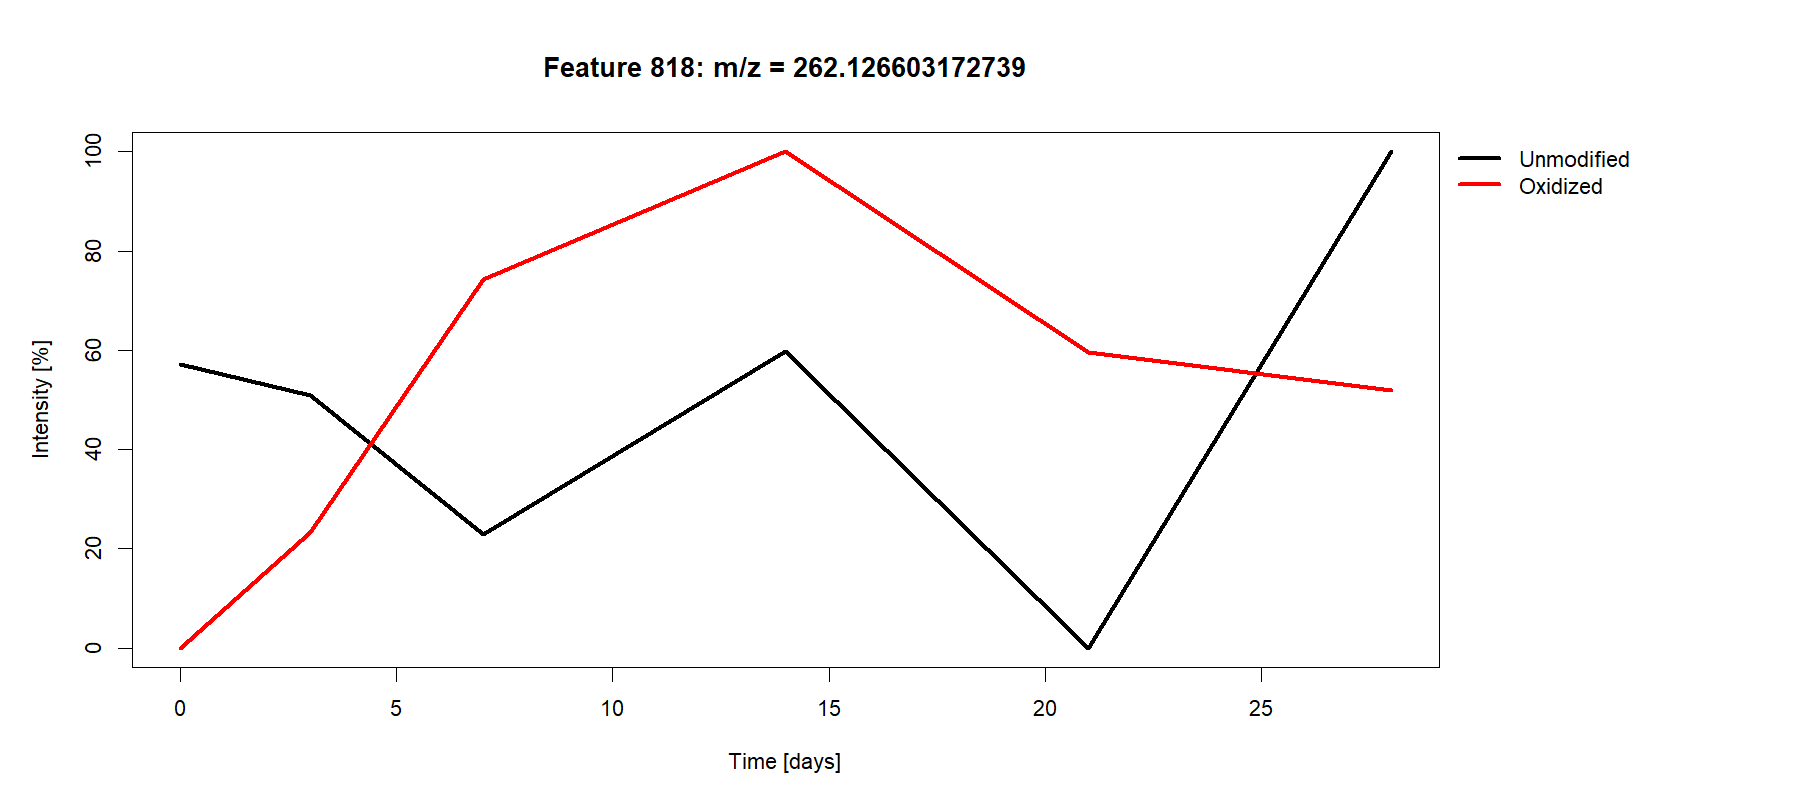 Feature 818: m/z = 262.126603172739
Unmodified
Oxidized
Intensity [%]
100
80
60
40
20
0
0 5 10 15 20 25
Time [days]